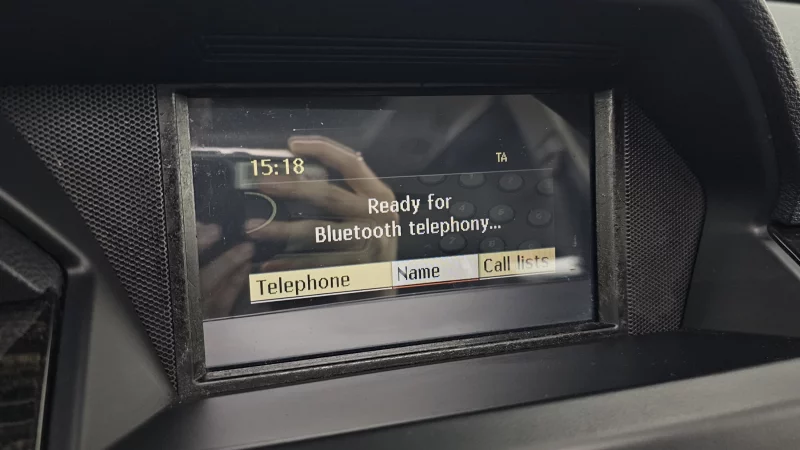 15:18 TA
Ready for
Bluetooth telephony...
Telephone Name Call lists